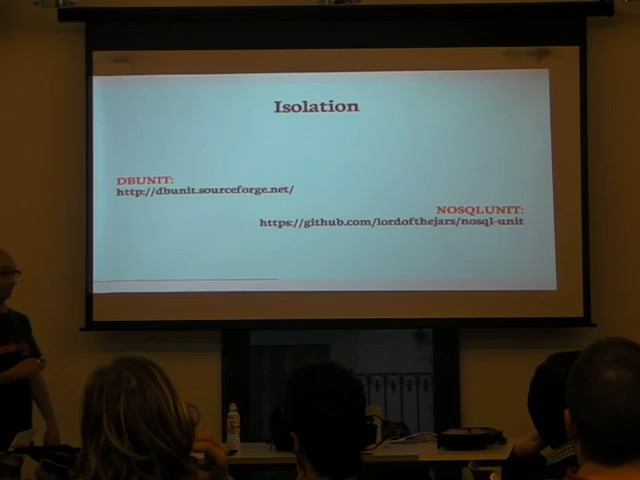 Isolation
DBUNIT:
http://dbunit.sourceforge.net/
NOSQLUNIT:
https://github.com/lordofthejars/nosql-unit